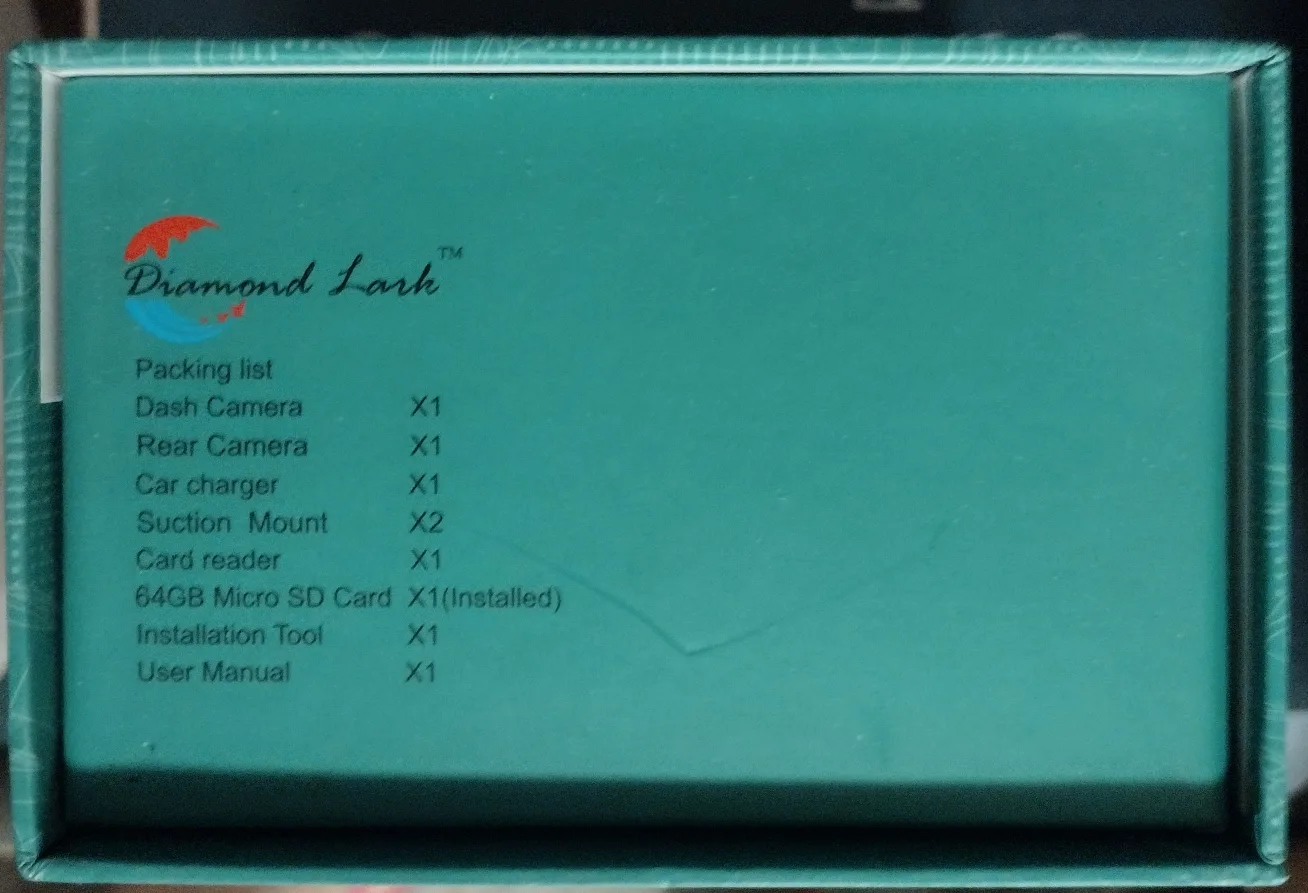 Diamond Lark™
Packing list
Dash Camera X1
Rear Camera X1
Car charger X1
Suction Mount X2
Card reader X1
64GB Micro SD Card X1(Installed)
Installation Tool X1
User Manual X1